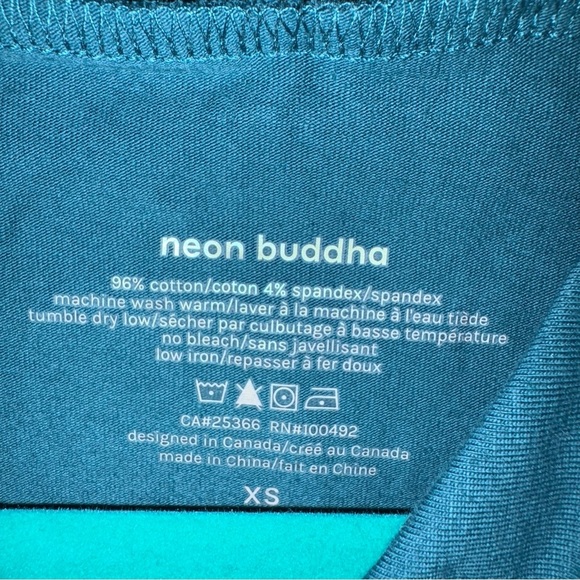 neon buddha
96% cotton/coton 4% spandex/spandex
machine wash warm/laver à la machine à l'eau tiède
tumble dry low/sécher par culbutage à basse température
no bleach/sans javellisant
low iron/repasser à fer doux
CA#25366 RN#100492
designed in Canada/créé au Canada
made in China/fait en Chine
XS